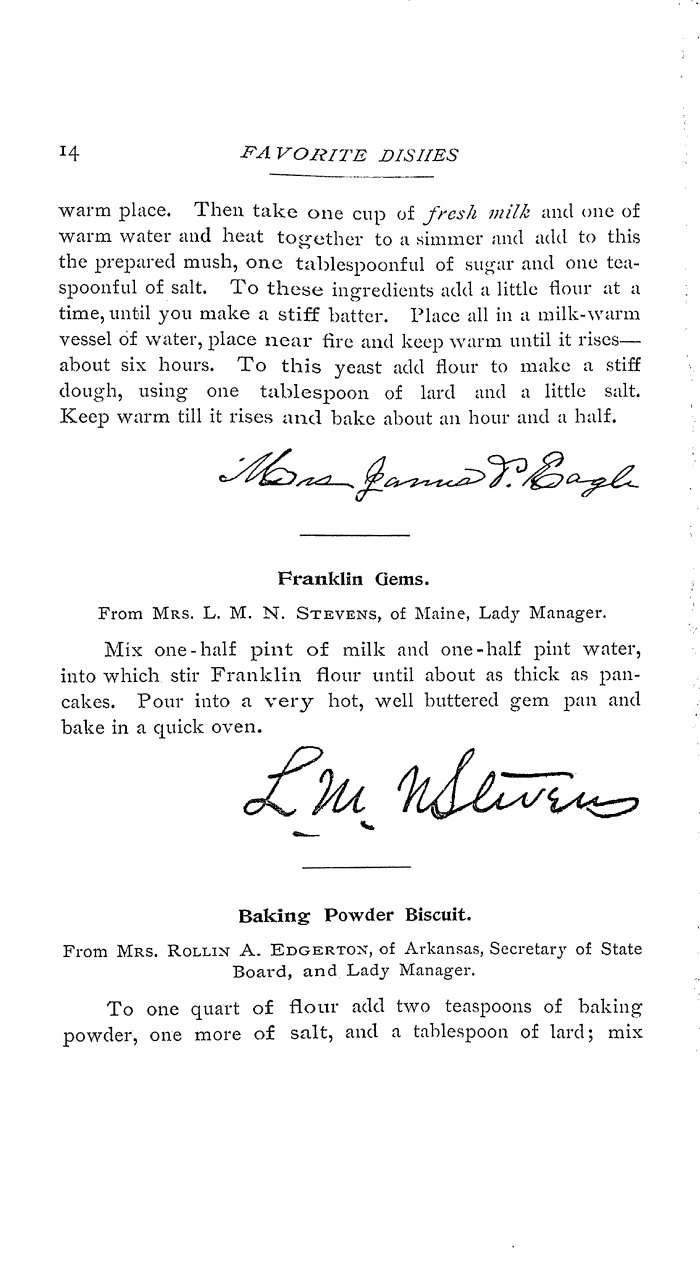 14 FAVORITE DISHES
warm place. Then take one cup of fresh milk and one of
warm water and heat together to a simmer and add to this
the prepared mush, one tablespoonful of sugar and one tea-
spoonful of salt. To these ingredients add a little flour at a
time, until you make a stiff batter. Place all in a milk-warm
vessel of water, place near fire and keep warm until it rises—
about six hours. To this yeast add flour to make a stiff
dough, using one tablespoon of lard and a little salt.
Keep warm till it rises and bake about an hour and a half.
Mrs James P. Eagle
Franklin Gems.
From MRS. L. M. N. STEVENS, of Maine, Lady Manager.
Mix one-half pint of milk and one-half pint water,
into which stir Franklin flour until about as thick as pan-
cakes. Pour into a very hot, well buttered gem pan and
bake in a quick oven.
L. M. N Stevens
Baking Powder Biscuit.
From MRS. ROLLIN A. EDGERTON, of Arkansas, Secretary of State
Board, and Lady Manager.
To one quart of flour add two teaspoons of baking
powder, one more of salt, and a tablespoon of lard; mix